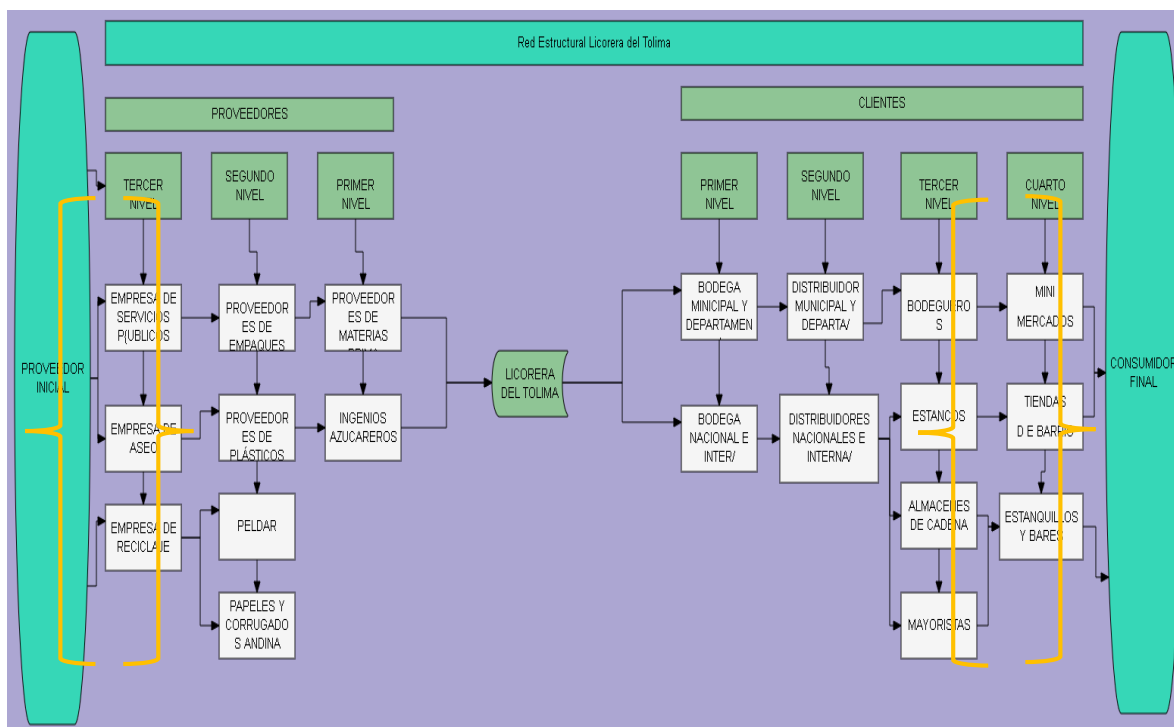 Red Estructural Licorera del Tolima
PROVEEDORES
CLIENTES
TERCER
NIVEL
SEGUNDO
NIVEL
PRIMER
NIVEL
PRIMER
NIVEL
SEGUNDO
NIVEL
TERCER
NIVEL
CUARTO
NIVEL
PROVEEDOR
INICIAL
EMPRESA DE
SERVICIOS
P(UBLICOS
EMPRESA DE
ASEO
EMPRESA DE
RECICLAJE
PROVEEDOR
ES DE
EMPAQUES
PROVEEDOR
ES DE
PLÁSTICOS
PELDAR
PAPELES Y
CORRUGADO
S ANDINA
PROVEEDOR
ES DE
MATERIAS
INGENIOS
AZUCAREROS
LICORERA
DEL TOLIMA
BODEGA
MINICIPAL Y
DEPARTAMEN
BODEGA
NACIONAL E
INTER/
DISTRIBUIDOR
MUNICIPAL Y
DEPARTA/
DISTRIBUIDORES
NACIONALES E
INTERNA/
BODEGUERO
S
ESTANCOS
ALMACENES
DE CADENA
MAYORISTAS
MINI
MERCADOS
TIENDAS
D E BARRIO
ESTANQUILLOS
Y BARES
CONSUMIDOR
FINAL